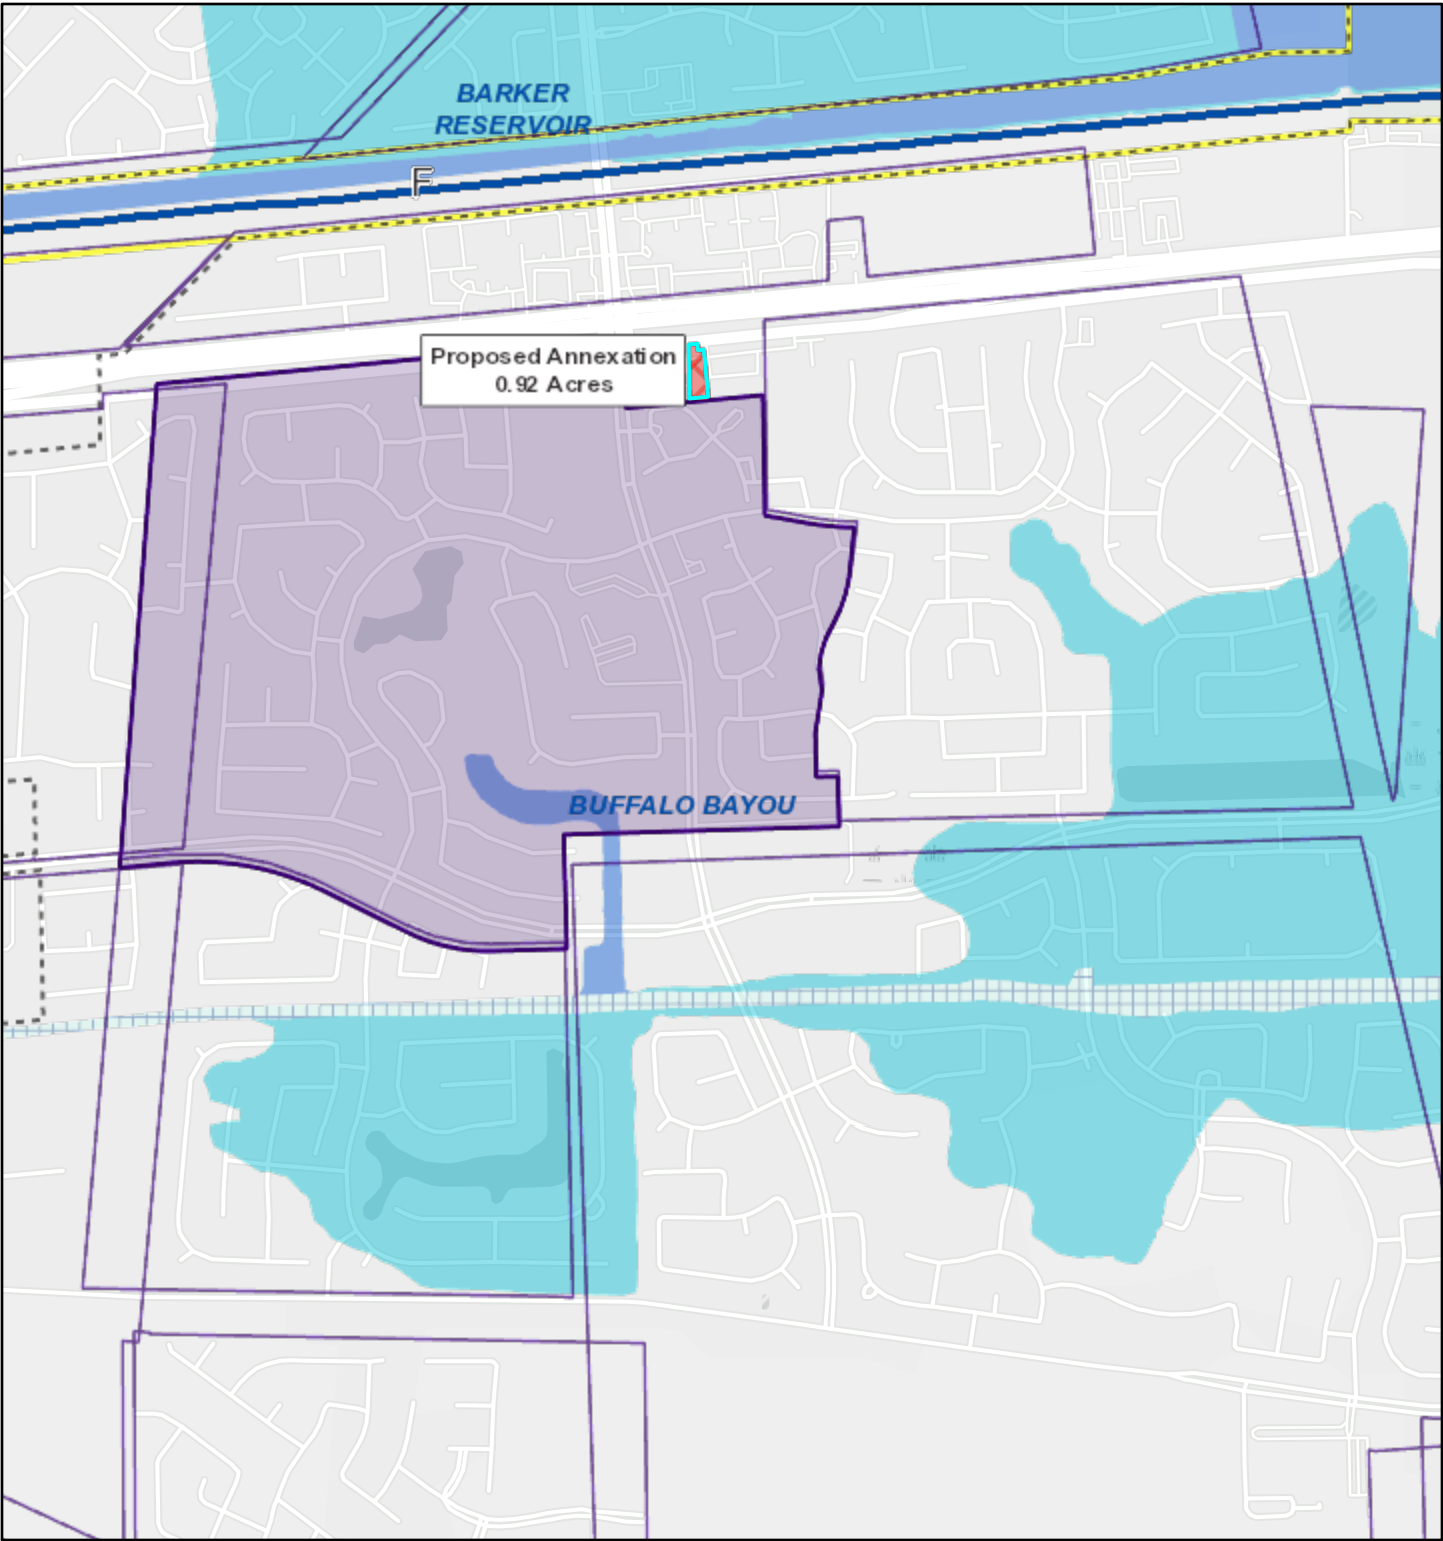 BARKER
RESERVOIR
F
Proposed Annexation
0.92 Acres
BUFFALO BAYOU